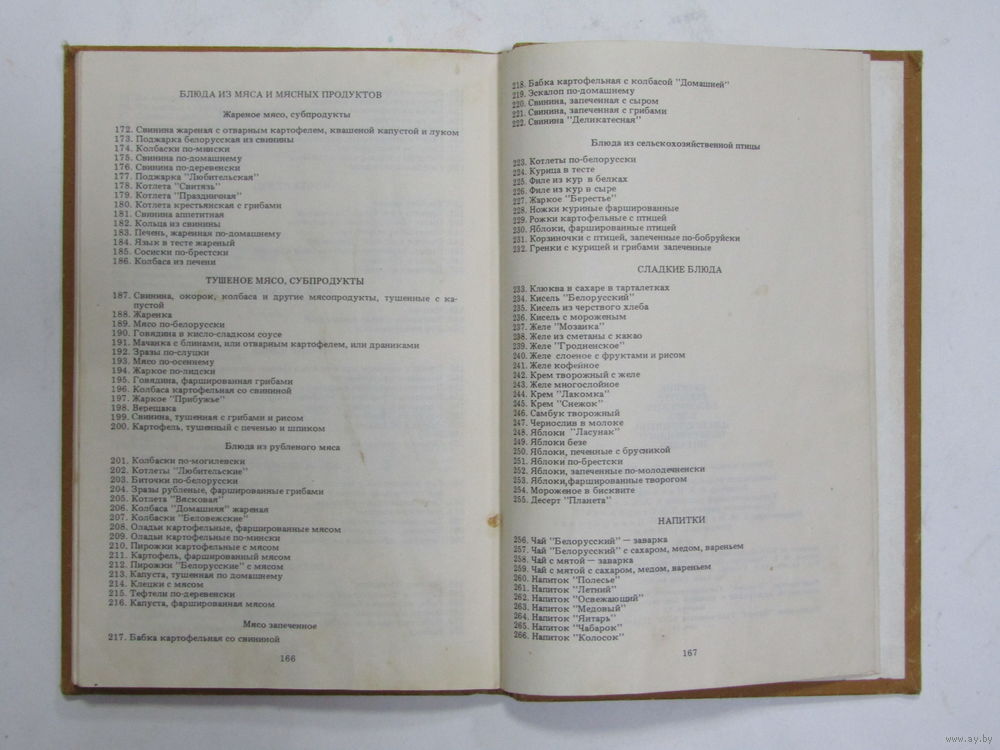 БЛЮДА ИЗ МЯСА И МЯСНЫХ ПРОДУКТОВ
Жареное мясо, субпродукты
172. Свинина жареная с отварным картофелем, квашеной капустой и луком
173. Поджарка белорусская из свинины
174. Колбаски по-мински
175. Свинина по-домашнему
176. Свинина по-деревенски
177. Поджарка "Любительская"
178. Котлета "Свитязь"
179. Котлета "Праздничная"
180. Котлета крестьянская с грибами
181. Свинина аппетитная
182. Кольца из свинины
183. Печень, жаренная по-домашнему
184. Язык в тесте жареный
185. Сосиски по-брестски
186. Колбаса из печени
ТУШЕНОЕ МЯСО, СУБПРОДУКТЫ
187. Свинина, окорок, колбаса и другие мясопродукты, тушенные с ка-
пустой
188. Жаренка
189. Мясо по-белорусски
190. Говядина в кисло-сладком соусе
191. Мачанка с блинами, или отварным картофелем, или драниками
192. Зразы по-слуцки
193. Мясо по-осеннему
194. Жаркое по-лидски
195. Говядина, фаршированная грибами
196. Колбаса картофельная со свининой
197. Жаркое "Прибужье"
198. Верещака
199. Свинина, тушенная с грибами и рисом
200. Картофель, тушенный с печенью и шпиком
Блюда из рубленого мяса
201. Колбаски по-могилевски
202. Котлеты "Любительские"
203. Биточки по-белорусски
204. Зразы рубленые, фаршированные грибами
205. Котлета "Вясковая"
206. Колбаса "Домашняя" жареная
207. Колбаски "Беловежские"
208. Оладьи картофельные, фаршированные мясом
209. Оладьи картофельные по-мински
210. Пирожки картофельные с мясом
211. Картофель, фаршированный мясом
212. Пирожки "Белорусские" с мясом
213. Капуста, тушенная по домашнему
214. Клецки с мясом
215. Тефтели по-деревенски
216. Капуста, фаршированная мясом
Мясо запеченное
217. Бабка картофельная со свининой
166
218. Бабка картофельная с колбасой "Домашней"
219. Эскалоп по-домашнему
220. Свинина, запеченная с сыром
221. Свинина, запеченная с грибами
222. Свинина "Деликатесная"
Блюда из сельскохозяйственной птицы
223. Котлеты по-белорусски
224. Курица в тесте
225. Филе из кур в белках
226. Филе из кур в сыре
227. Жаркое "Берестье"
228. Ножки куриные фаршированные
229. Рожки картофельные с птицей
230. Яблоки, фаршированные птицей
231. Корзиночки с птицей, запеченные по-бобруйски
232. Гренки с курицей и грибами запеченные
СЛАДКИЕ БЛЮДА
233. Клюква в сахаре в тарталетках
234. Кисель "Белорусский"
235. Кисель из черствого хлеба
236. Кисель с мороженым
237. Желе "Мозаика"
238. Желе из сметаны с какао
239. Желе "Гродненское"
240. Желе слоеное с фруктами и рисом
241. Желе кофейное
242. Крем творожный с желе
243. Желе многослойное
244. Крем "Лакомка"
245. Крем "Снежок"
246. Самбук творожный
247. Чернослив в молоке
248. Яблоки "Ласунак"
249. Яблоки безе
250. Яблоки, печенные с брусникой
251. Яблоки по-брестски
252. Яблоки, запеченные по-молодечненски
253. Яблоки,фаршированные творогом
254. Мороженое в бисквите
255. Десерт "Планета"
НАПИТКИ
256. Чай "Белорусский" — заварка
257. Чай "Белорусский" с сахаром, медом, вареньем
258. Чай с мятой — заварка
259. Чай с мятой с сахаром, медом, вареньем
260. Напиток "Полесье"
261. Напиток "Летний"
262. Напиток "Освежающий"
263. Напиток "Медовый"
264. Напиток "Янтарь"
265. Напиток "Чабарок"
266. Напиток "Колосок"
167
www.ay.by